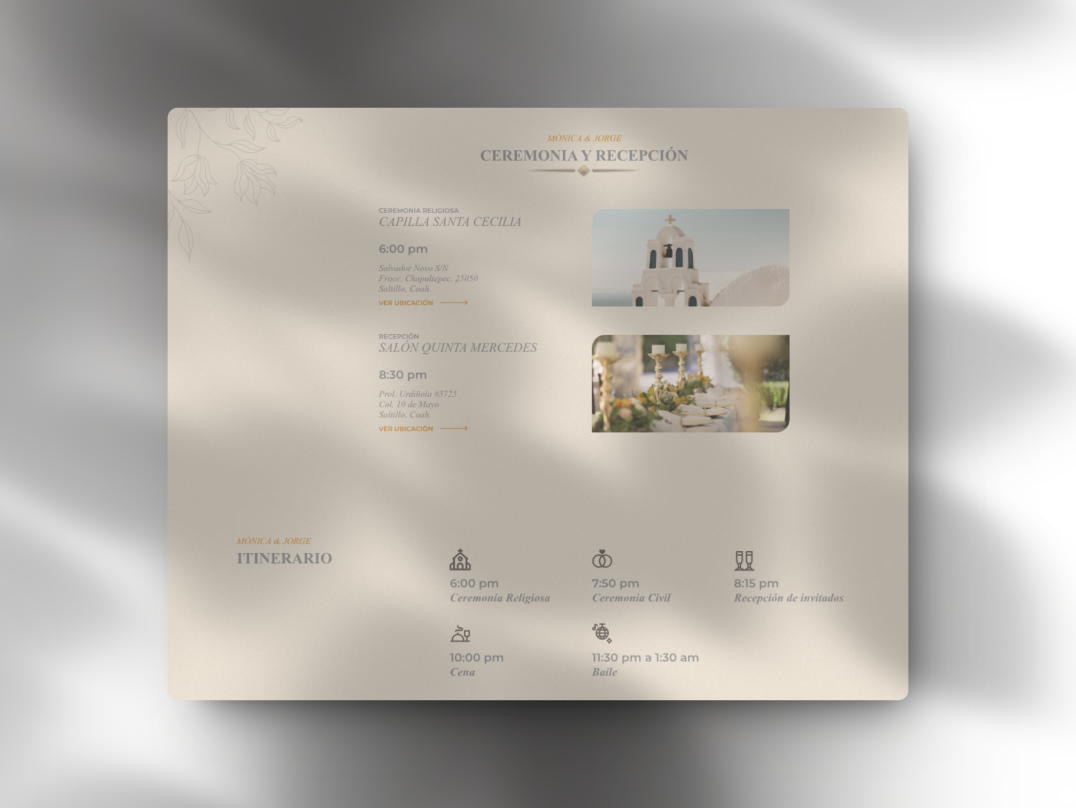 MÓNICA & JORGE
CEREMONIA Y RECEPCIÓN
CEREMONIA RELIGIOSA
CAPILLA SANTA CECILIA
6:00 pm
Salvador Novo S/N
Fracc. Chapultepec, 25050
Saltillo, Coah.
VER UBICACIÓN
RECEPCIÓN
SALÓN QUINTA MERCEDES
8:30 pm
Prol. Urdiñola
Col. 10 de Mayo
Saltillo, Coah.
VER UBICACIÓN
MÓNICA & JORGE
ITINERARIO
6:00 pm
Ceremonia Religiosa
7:50 pm
Ceremonia Civil
8:15 pm
Recepción de invitados
10:00 pm
Cena
11:30 pm a 1:30 am
Baile